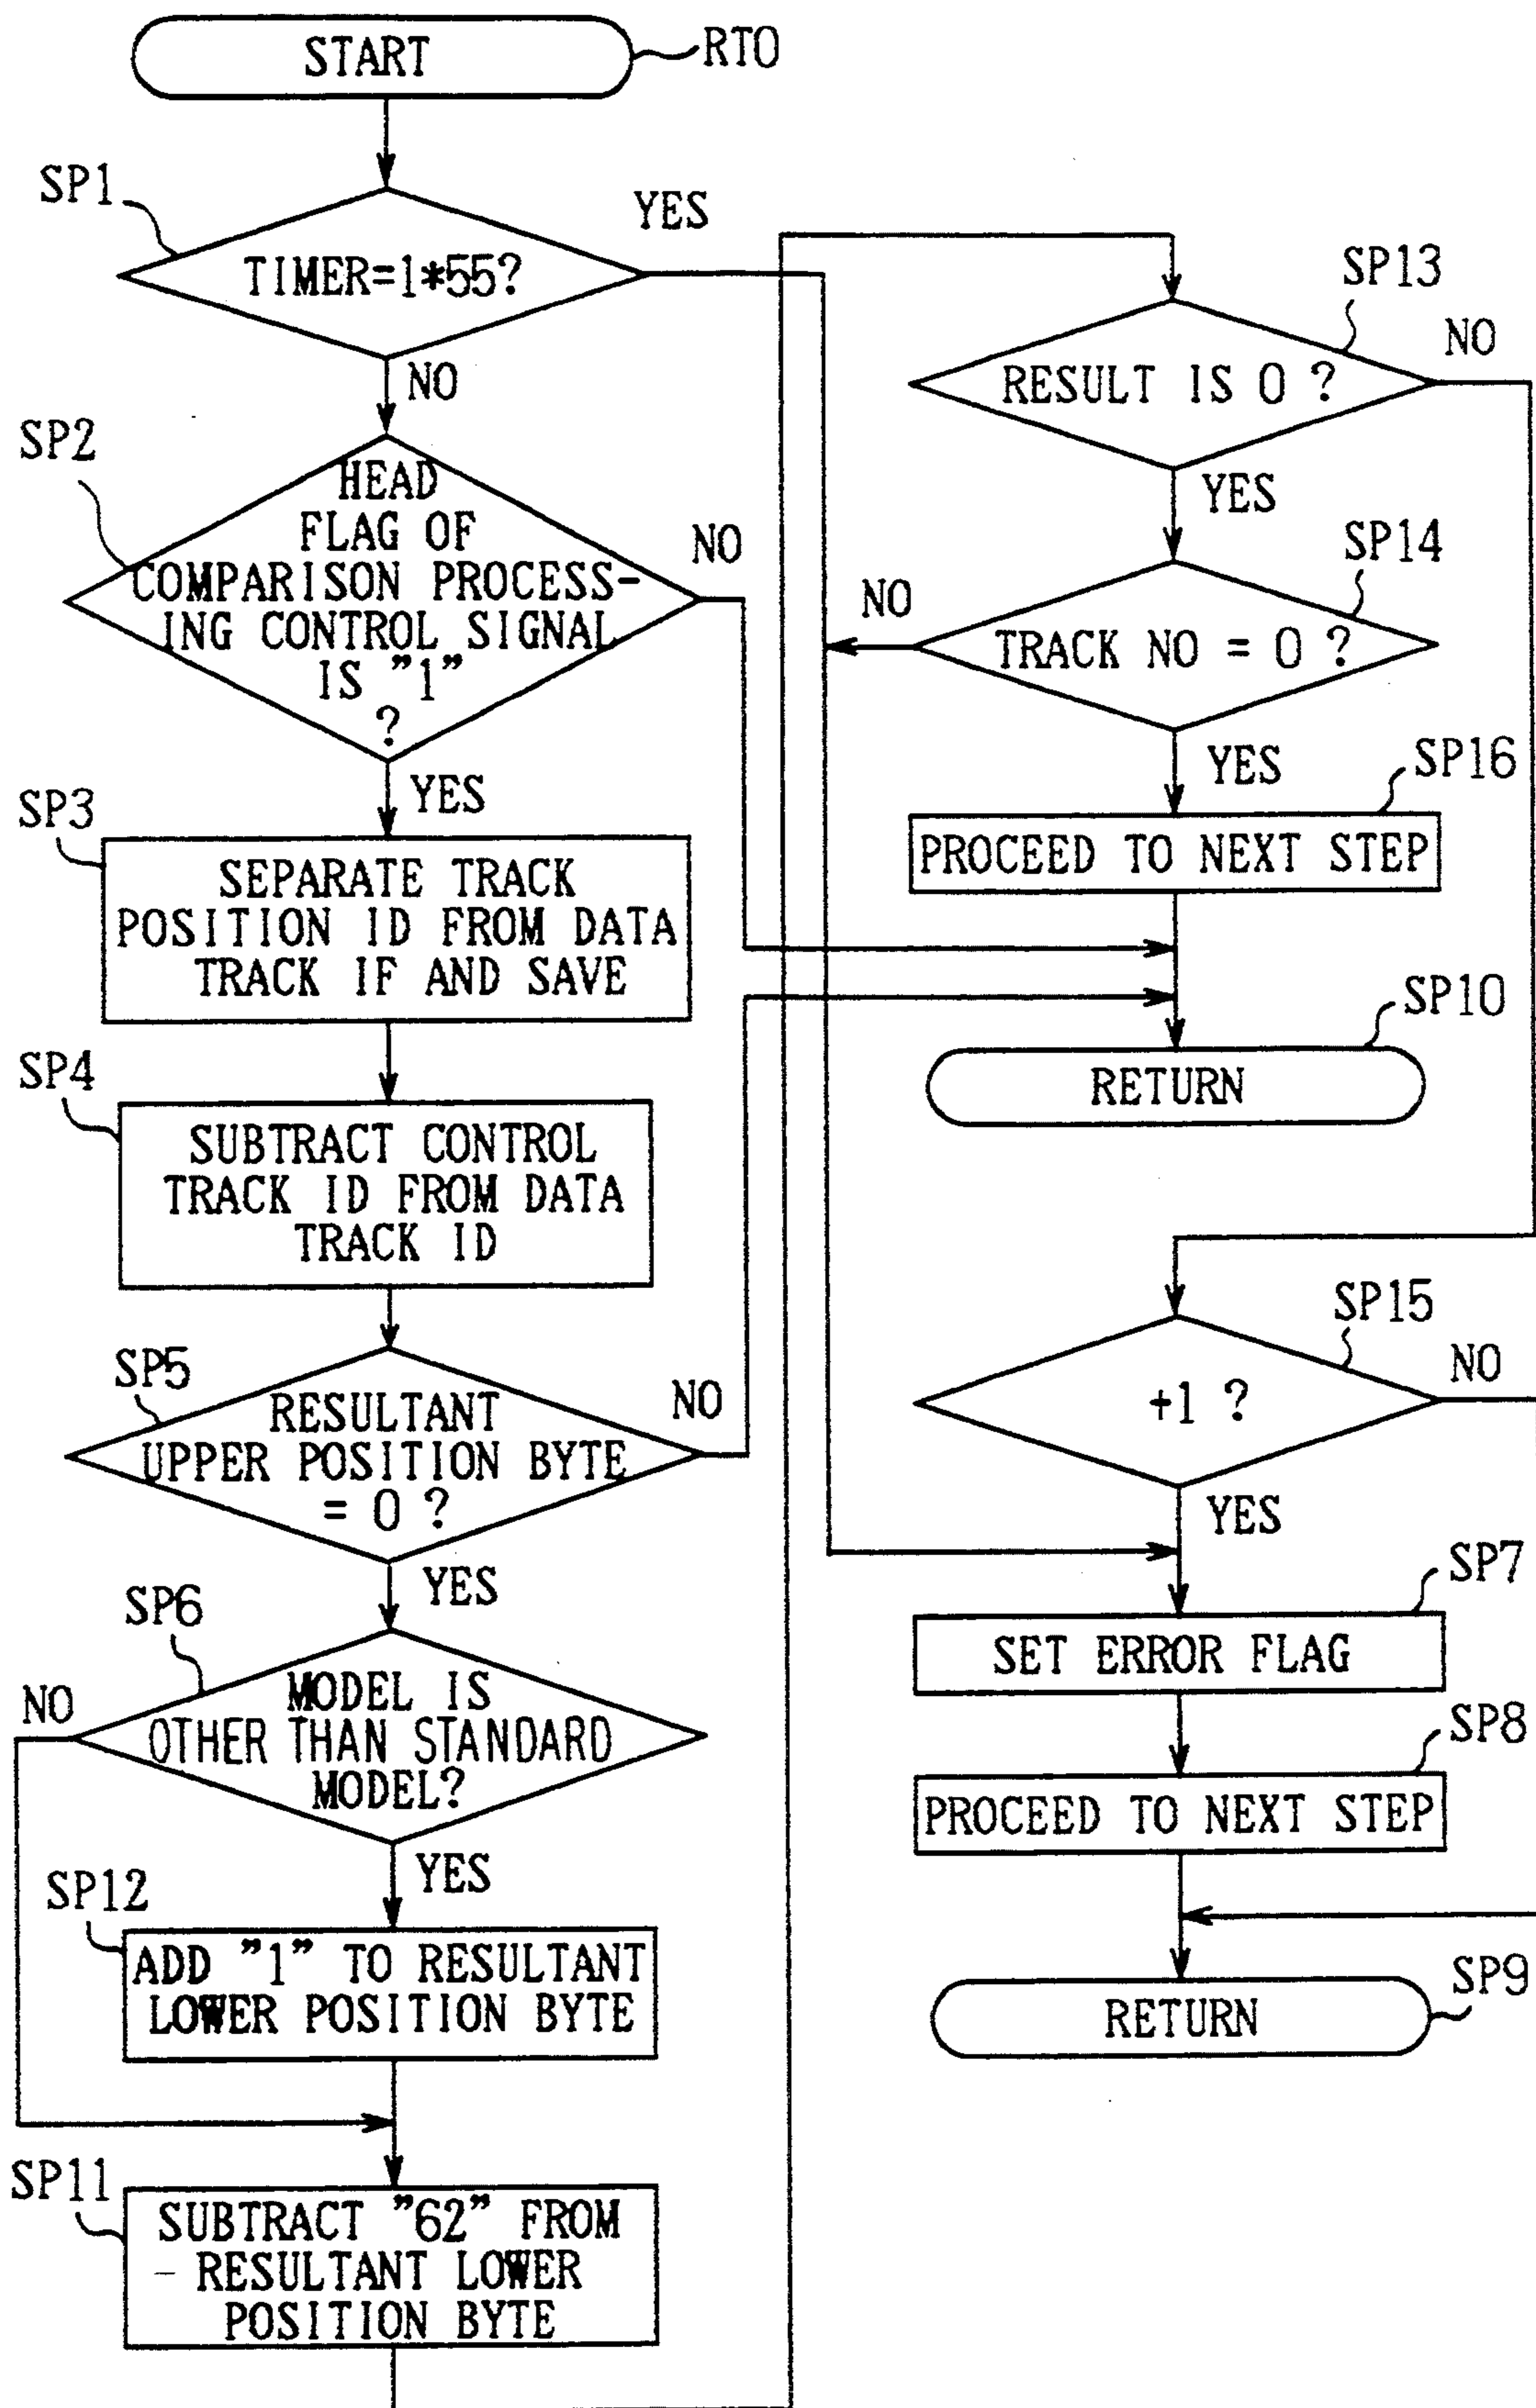 START
RT0
SP1
TIMER=1*55?
YES
NO
SP2
HEAD
FLAG OF
COMPARISON PROCESS-
ING CONTROL SIGNAL
IS "1"
?
NO
YES
SP3
SEPARATE TRACK
POSITION ID FROM DATA
TRACK IF AND SAVE
SP4
SUBTRACT CONTROL
TRACK ID FROM DATA
TRACK ID
SP5
RESULTANT
UPPER POSITION BYTE
= 0 ?
NO
YES
SP6
MODEL IS
OTHER THAN STANDARD
MODEL?
NO
YES
SP12
ADD "1" TO RESULTANT
LOWER POSITION BYTE
SP11
SUBTRACT "62" FROM
RESULTANT LOWER
POSITION BYTE
SP13
RESULT IS 0 ?
NO
YES
SP14
TRACK NO = 0 ?
NO
YES
SP16
PROCEED TO NEXT STEP
SP10
RETURN
SP15
+1 ?
NO
YES
SP7
SET ERROR FLAG
SP8
PROCEED TO NEXT STEP
SP9
RETURN